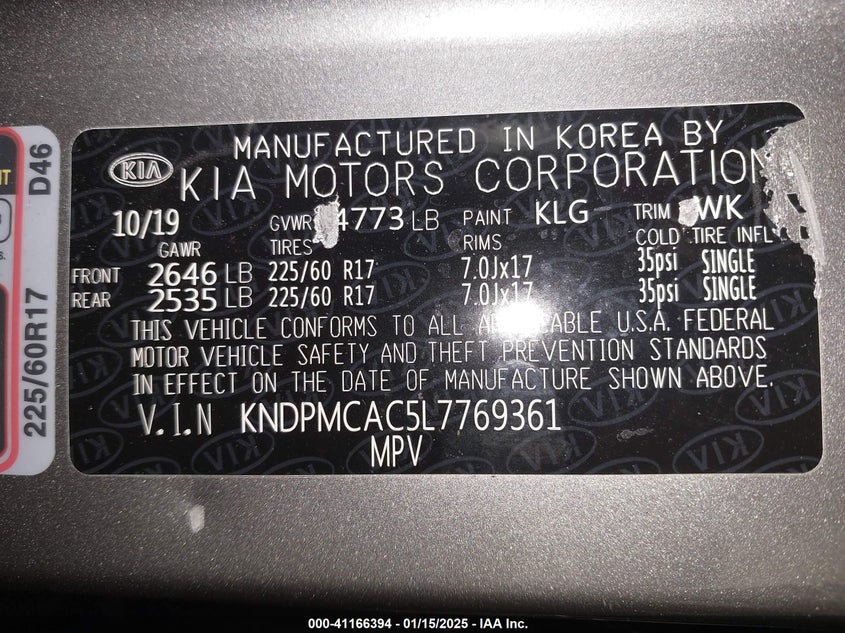 MANUFACTURED IN KOREA BY
KIA KIA MOTORS CORPORATION
10/19 GVWR 4773 LB PAINT KLG TRIM WK
GAWR TIRES RIMS COLD TIRE INFL
FRONT 2646 LB 225/60 R17 7.0Jx17 35psi SINGLE
REAR 2535 LB 225/60 R17 7.0Jx17 35psi SINGLE
THIS VEHICLE CONFORMS TO ALL U.S.A. FEDERAL
MOTOR VEHICLE SAFETY AND THEFT PREVENTION STANDARDS
IN EFFECT ON THE DATE OF MANUFACTURE SHOWN ABOVE.
V.I.N KNDPMCAC5L7769361
MPV
D46
225/60R17
000-41166394 - 01/15/2025 - IAA Inc.